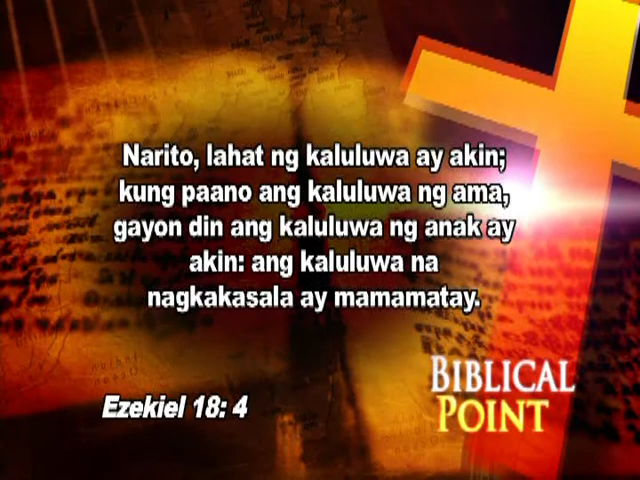 Narito, lahat ng kaluluwa ay akin;
kung paano ang kaluluwa ng ama,
gayon din ang kaluluwa ng anak ay
akin: ang kaluluwa na
nagkakasala ay mamamatay.
Ezekiel 18: 4
BIBLICAL
POINT